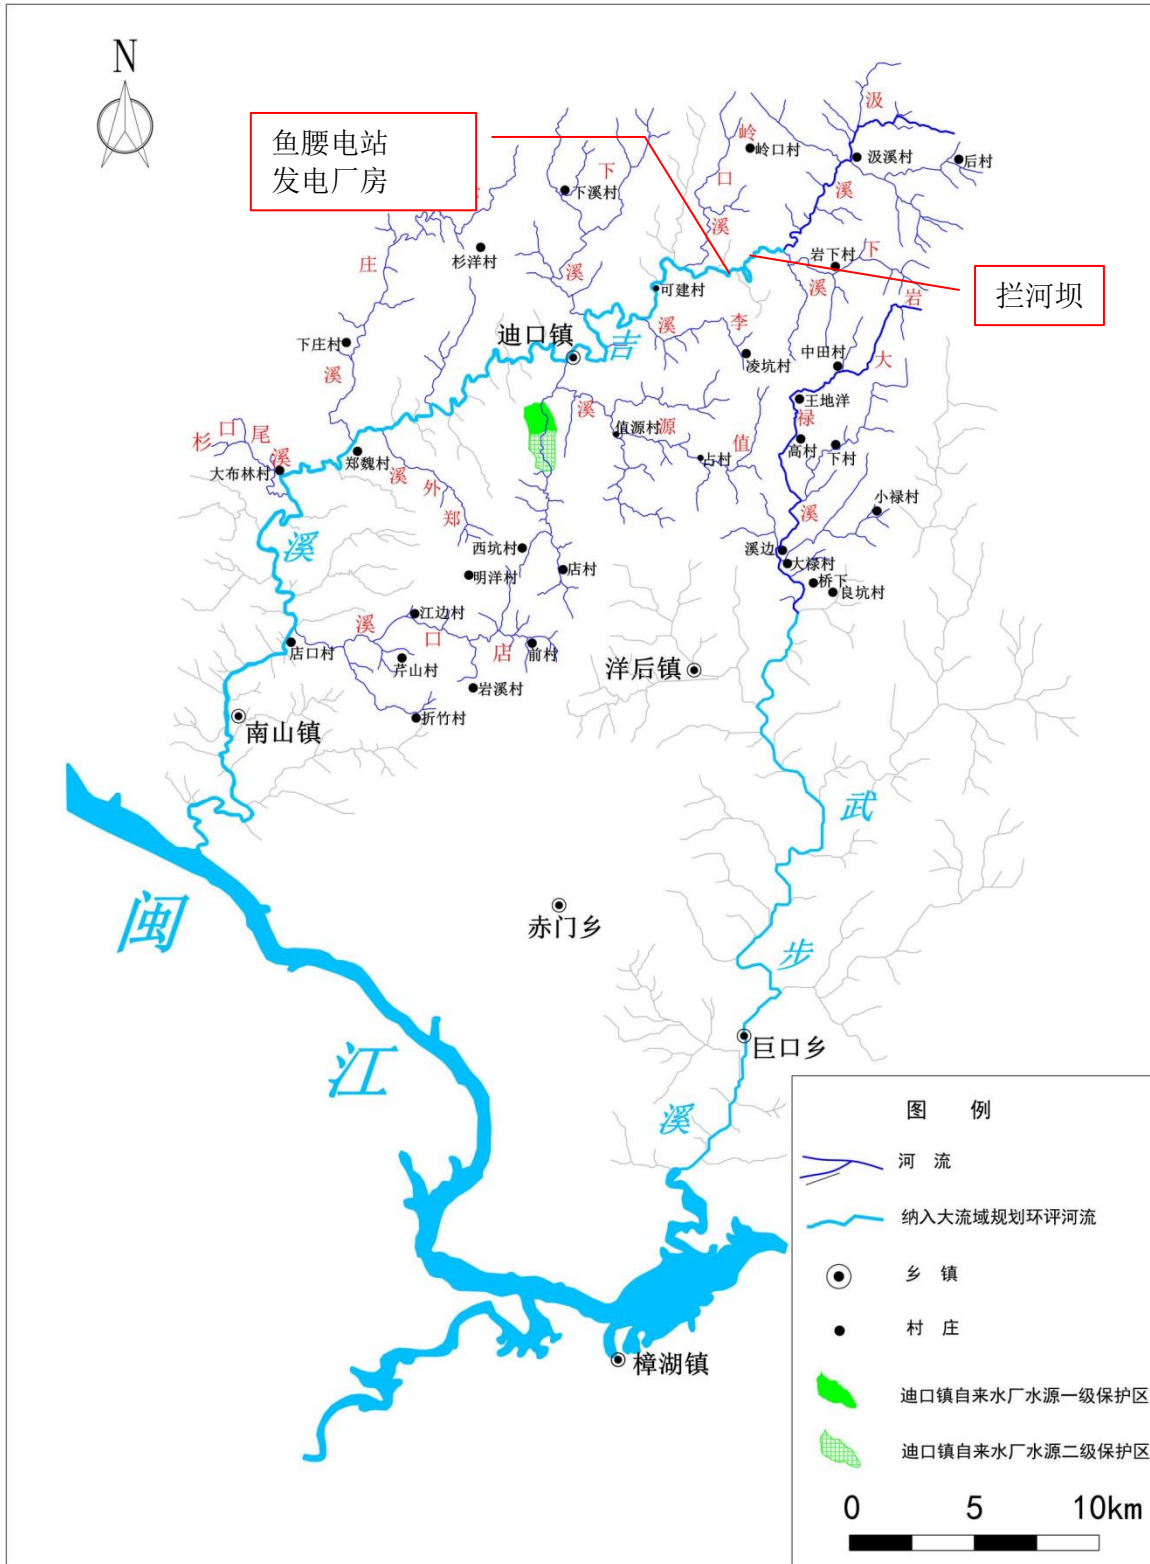 N
鱼腰电站
发电厂房
拦河坝
汲
溪
汲溪村
后村
岭
口
溪
岭口村
下
溪
下溪村
杉洋村
庄
溪
下庄村
岩下村
下
岩
溪
可建村
吉
迪口镇
溪
李
凌坑村
中田村
大
禄
溪
王地洋
高村
下村
小禄村
溪
源
值
值源村
占村
杉
口
尾
溪
大布林村
郑魏村
溪
外
郑
溪
西坑村
明洋村
店村
溪边
大禄村
桥下
良坑村
江边村
溪
口
店
店口村
芹山村
前村
岩溪村
折竹村
洋后镇
南山镇
武
步
溪
闽
江
赤门乡
巨口乡
樟湖镇
图 例
河 流
纳入大流域规划环评河流
乡 镇
村 庄
迪口镇自来水厂水源一级保护区
迪口镇自来水厂水源二级保护区
0 5 10km